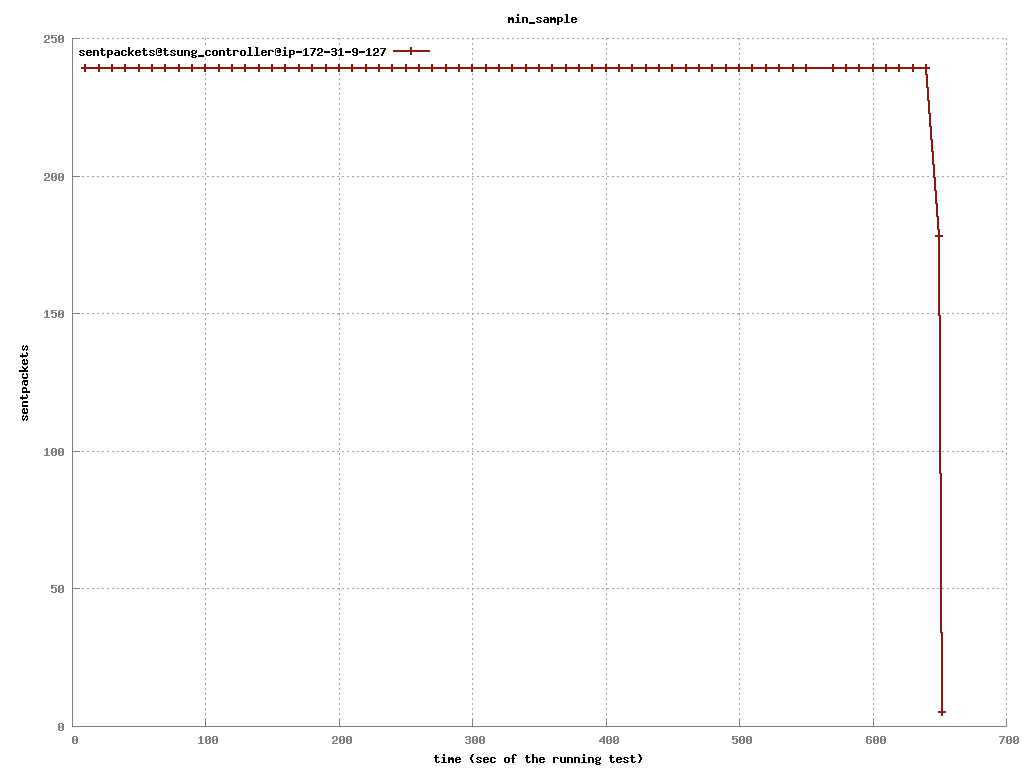 min_sample
250
sentpackets@tsung_controller@ip-172-31-9-127
200
150
sentpackets
100
50
0
0 100 200 300 400 500 600 700
time (sec of the running test)